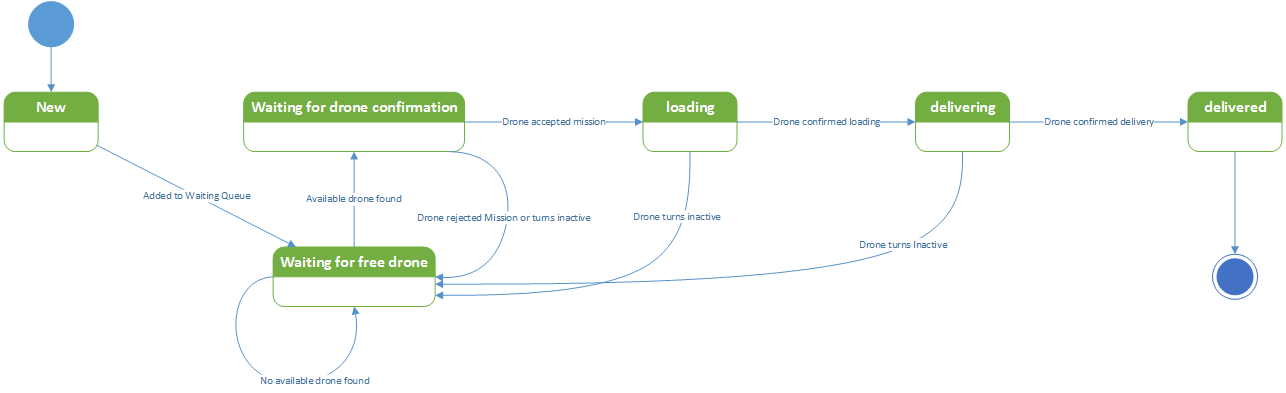 New
Waiting for drone confirmation
loading
delivering
delivered
Drone accepted mission
Drone confirmed loading
Drone confirmed delivery
Added to Waiting Queue
Available drone found
Drone rejected Mission or turns inactive
Drone turns inactive
Drone turns Inactive
Waiting for free drone
No available drone found